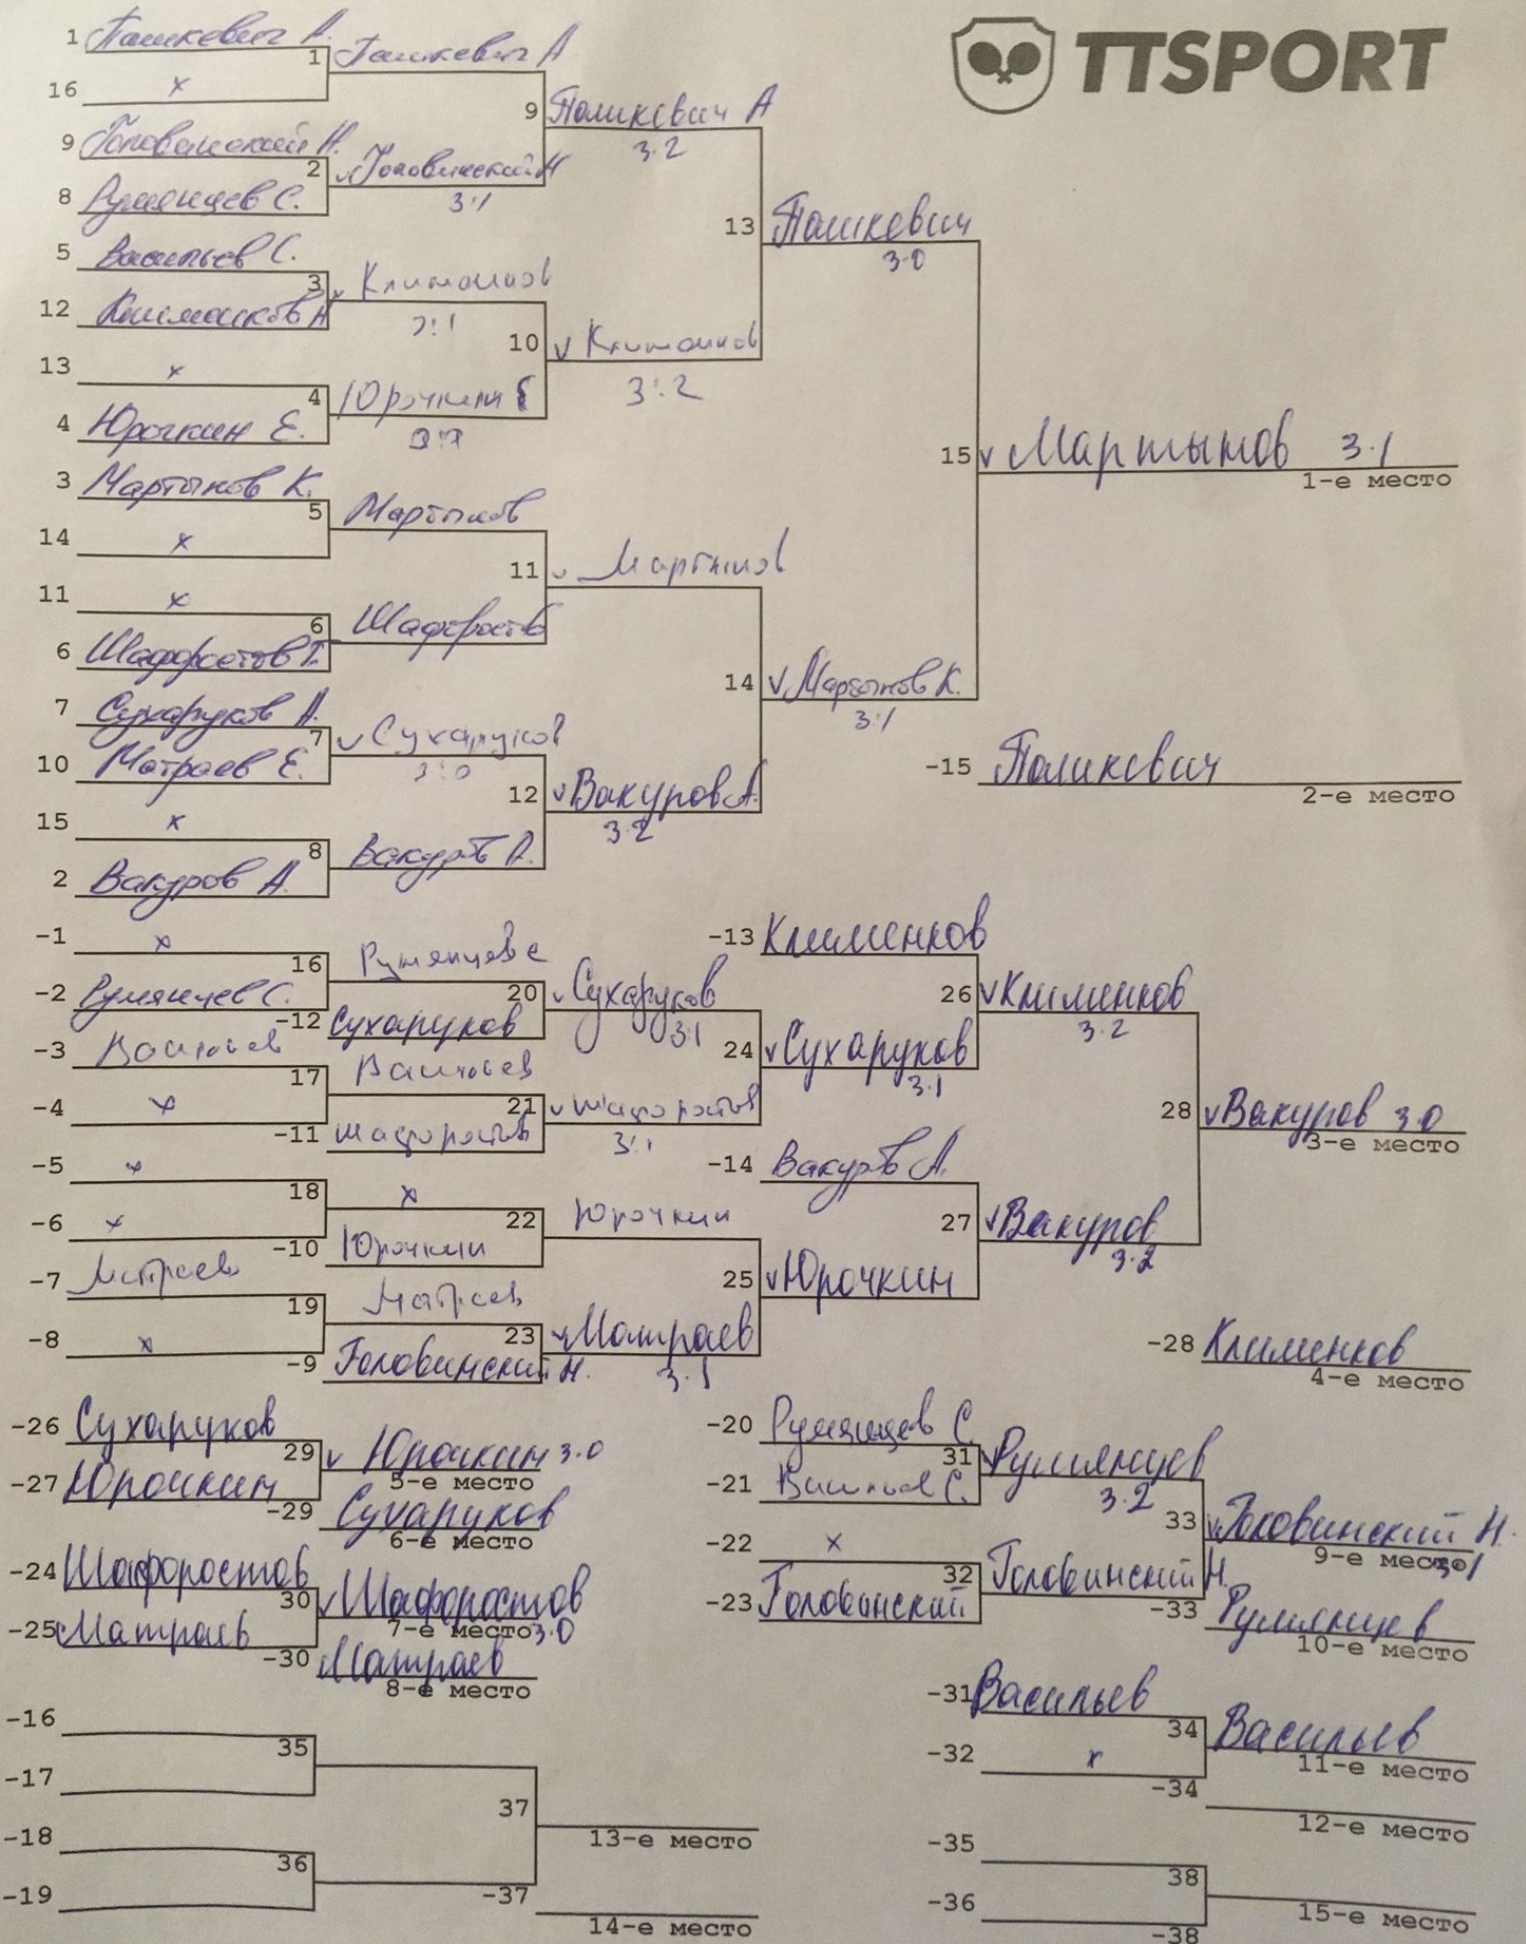 TTSPORT
1 Пашкевич А.
1 Пашкевич А
16 x
9 Пашкевич А
3:2
9 Головинский Н.
2 Головинский Н
3:1
8 Румянцев С.
13 Пашкевич
3:0
5 Васильев С.
3 Клименков
3:1
12 Клименков А
10 Клименков
3:2
13 x
4 Юрочкин Е
4 Юрочкин Е.
15 Мартынов 3:1
1-е место
3 Мартынов К.
5 Мартынов
14 x
11 Мартынов
11 x
6 Шафоростов
6 Шафоростов Г.
14 Мартынов К.
3:1
7 Сухаруков А.
7 Сухаруков
3:0
10 Матраев Е.
-15 Пашкевич
2-е место
12 Вакуров А.
3:2
15 x
8 Вакуров А.
2 Вакуров А.
-1 x
16 Румянцев С
-13 Клименков
-2 Румянцев С.
20 Сухаруков
3:1
26 Клименков
3:2
-12 Сухаруков
-3 Васильев
17 Васильев
24 Сухаруков
3:1
-4 x
21 Шафоростов
3:1
-11 Шафоростов
28 Вакуров 3:0
3-е место
-5 x
18 x
-14 Вакуров А.
-6 x
22 Юрочкин
27 Вакуров
3:2
-10 Юрочкин
-7 Матраев
19 Матраев
25 Юрочкин
-8 x
23 Матраев
3:1
-9 Головинский Н.
-28 Клименков
4-е место
-26 Сухаруков
29 Юрочкин 3:0
5-е место
-27 Юрочкин
-29 Сухаруков
6-е место
-20 Румянцев С.
31 Румянцев
3:2
-21 Васильев С.
33 Головинский Н.
9-е место
-22 x
32 Головинский Н.
-23 Головинский
-33 Румянцев
10-е место
-24 Шафоростов
30 Шафоростов
7-е место 3:0
-25 Матраев
-30 Матраев
8-е место
-31 Васильев
34 Васильев
11-е место
-32 x
-34
12-е место
-16
35
-17
37
13-е место
-18
36
-19
-37
14-е место
-35
38
15-е место
-36
-38